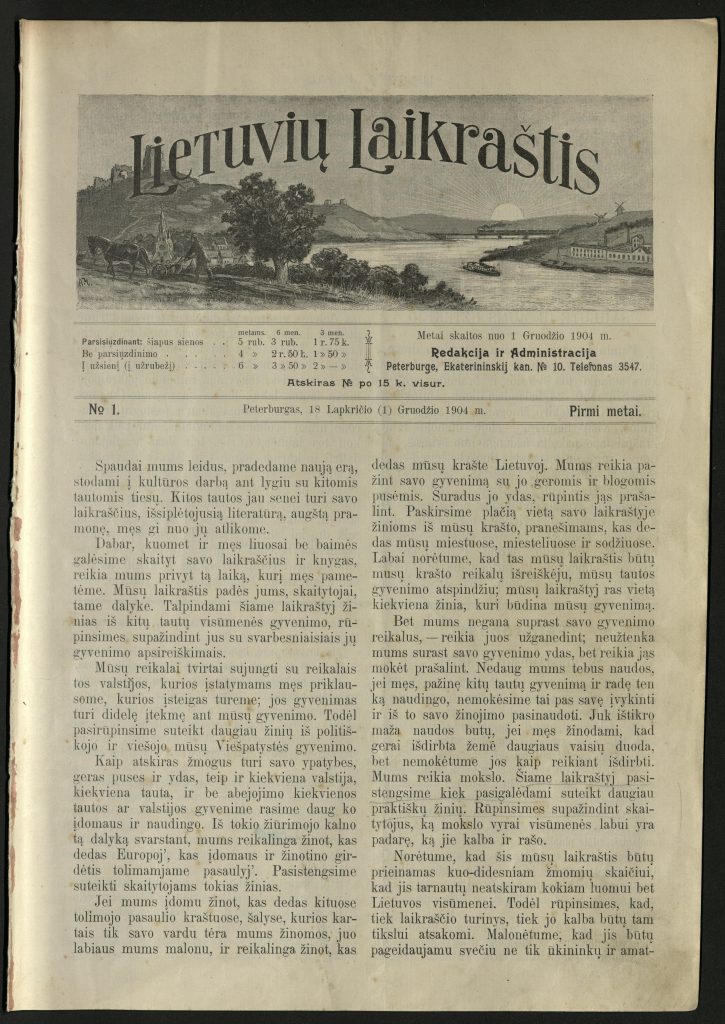 Lietuvių Laikraštis
metams. 6 men. 3 men.
Parsisiųzdinant: šiapus sienos . . 5 rub. 3 rub. 1 r. 75 k.
Be parsiųzdinimo . . . . . 4 » 2 r. 50 k. 1 » 50 »
Į užsienį (į užrubežį) . . . . . . 6 » 3 » 50 » 2 » — »
Metai skaitos nuo 1 Gruodžio 1904 m.
Redakcija ir Administracija
Peterburge, Ekaterininskij kan. № 10. Telefonas 3547.
Atskiras № po 15 k. visur.
№ 1.
Peterburgas, 18 Lapkričio (1) Gruodžio 1904 m.
Pirmi metai.
Spaudai mums leidus, pradedame naują erą,
stodami į kultūros darbą ant lygiu su kitomis
tautomis tiesų. Kitos tautos jau senei turi savo
laikraščius, išsiplėtojusią literatūrą, augštą pra-
monę, męs gi nuo jų atlikome.
Dabar, kuomet ir męs liuosai be baimės
galėsime skaityt savo laikraščius ir knygas,
reikia mums privyt tą laiką, kurį męs pame-
tėme. Mūsų laikraštis padės jums, skaitytojai,
tame dalyke. Talpindami šiame laikraštyj ži-
nias iš kitų tautų visūmenės gyvenimo, rū-
pinsimes supažindint jus su svarbesniaisiais jų
gyvenimo apsireiškimais.
Mūsų reikalai tvirtai sujungti su reikalais
tos valstijos, kurios įstatymams męs priklau-
some, kurios įsteigas tureme; jos gyvenimas
turi didelę įtekmę ant mūsų gyvenimo. Todėl
pasirūpinsime suteikt daugiau žinių iš politiš-
kojo ir viešojo mūsų Viešpatystės gyvenimo.
Kaip atskiras žmogus turi savo ypatybes,
geras puses ir ydas, teip ir kiekviena valstija,
kiekviena tauta, ir be abejojimo kiekvienos
tautos ar valstijos gyvenime rasime daug ko
įdomaus ir naudingo. Iš tokio žiūrimojo kalno
tą dalyką svarstant, mums reikalinga žinot, kas
dedas Europoj', kas įdomaus ir žinotino gir-
dėtis tolimamjame pasaulyj'. Pasistengsime
suteikti skaitytojams tokias žinias.
Jei mums įdomu žinot, kas dedas kituose
tolimojo pasaulio kraštuose, šalyse, kurios kar-
tais tik savo vardu tėra mums žinomos, juo
labiaus mums malonu, ir reikalinga žinot, kas
dedas mūsų krašte Lietuvoj. Mums reikia pa-
žint savo gyvenimą su jo geromis ir blogomis
pusėmis. Suradus jo ydas, rūpintis jąs praša-
lint. Paskirsime plačią vietą savo laikraštyje
žinioms iš mūsų krašto, pranešimams, kas de-
das mūsų miestuose, miesteliuose ir sodžiuose.
Labai norėtume, kad tas mūsų laikraštis būtų
mūsų krašto reikalų išreiškėju, mūsų tautos
gyvenimo atspindžiu; mūsų laikraštyj ras vietą
kiekviena žinia, kuri būdina mūsų gyvenimą.
Bet mums negana suprast savo gyvenimo
reikalus, — reikia juos užganedint; neužtenka
mums surast savo gyvenimo ydas, bet reikia jąs
mokėt prašalint. Nedaug mums tebus naudos,
jei męs, pažinę kitų tautų gyvenimą ir radę ten
ką naudingo, nemokėsime tai pas savę įvykinti
ir iš to savo žinojimo pasinaudoti. Juk ištikro
maža naudos butų, jei męs žinodami, kad
gerai išdirbta žemė daugiaus vaisių duoda,
bet nemokėtume jos kaip reikiant išdirbti.
Mums reikia mokslo. Šiame laikraštyj pasi-
stengsime kiek pasigalėdami suteikt daugiau
praktiškų žinių. Rūpinsimes supažindint skai-
tytojus, ką mokslo vyrai visūmenės labui yra
padarę, ką jie kalba ir rašo.
Norėtume, kad šis mūsų laikraštis būtų
prieinamas kuo-didesniam žmomių skaičiui,
kad jis tarnautų neatskiram kokiam luomui bet
Lietuvos visūmenei. Todėl rūpinsimes, kad,
tiek laikraščio turinys, tiek jo kalba būtų tam
tikslui atsakomi. Malonėtume, kad jis būtų
pageidaujamu svečiu ne tik ūkininkų ir amat-